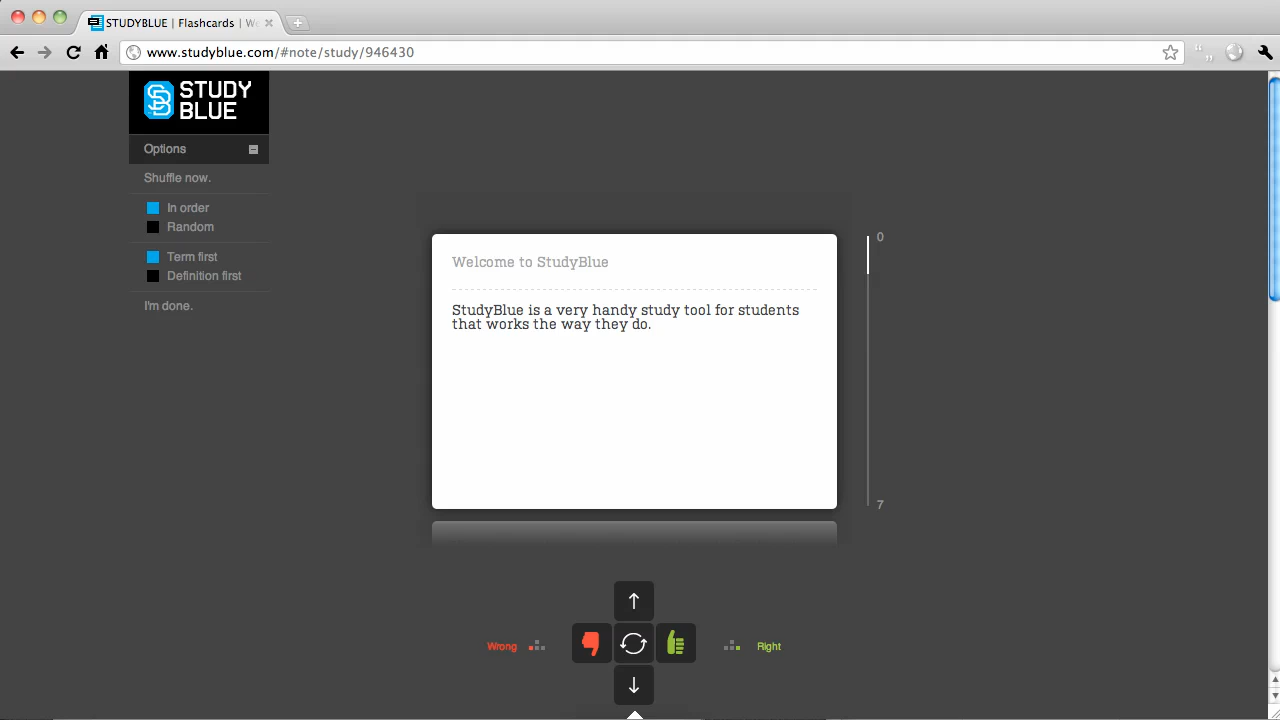 STUDYBLUE | Flashcards | We
www.studyblue.com/#note/study/946430
STUDY
BLUE
Options
Shuffle now.
In order
Random
Term first
Definition first
I'm done.
Welcome to StudyBlue
StudyBlue is a very handy study tool for students
that works the way they do.
0
7
Wrong
Right